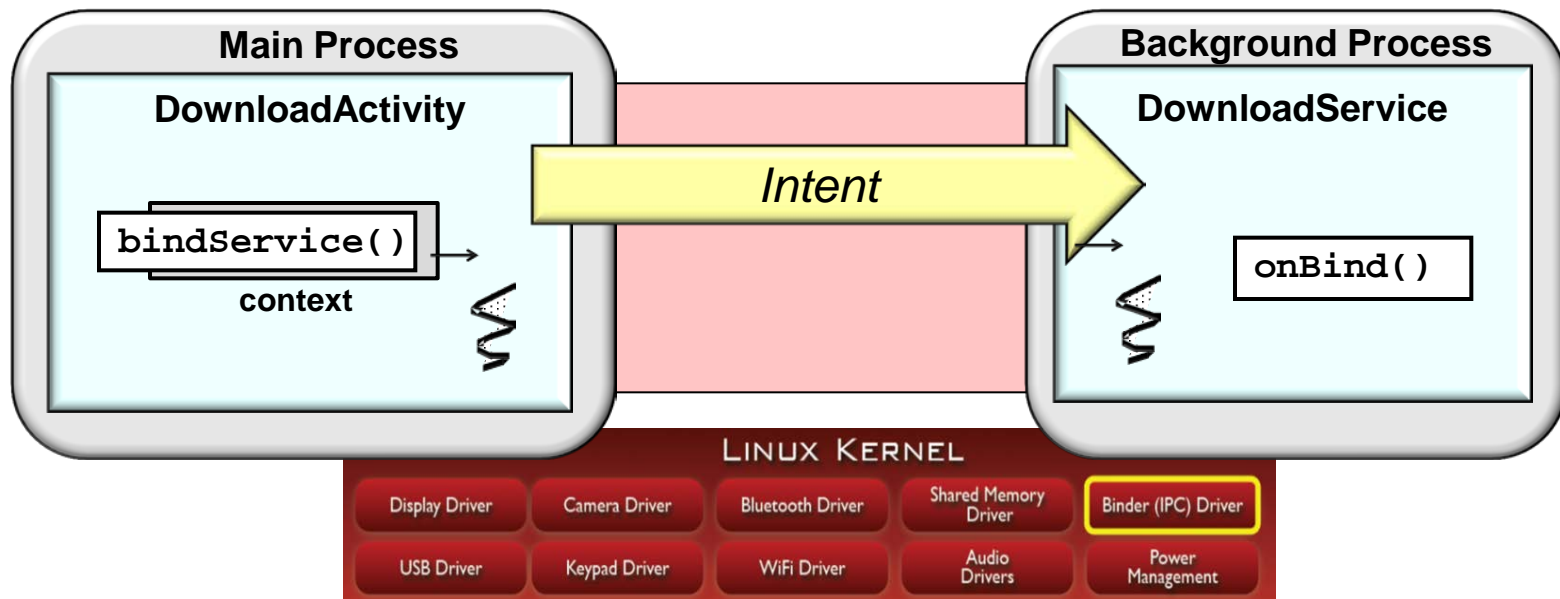 Main Process
DownloadActivity
bindService()
context
Intent
Background Process
DownloadService
onBind()
LINUX KERNEL
Display Driver
Camera Driver
Bluetooth Driver
Shared Memory
Driver
Binder (IPC) Driver
USB Driver
Keypad Driver
WiFi Driver
Audio
Drivers
Power
Management